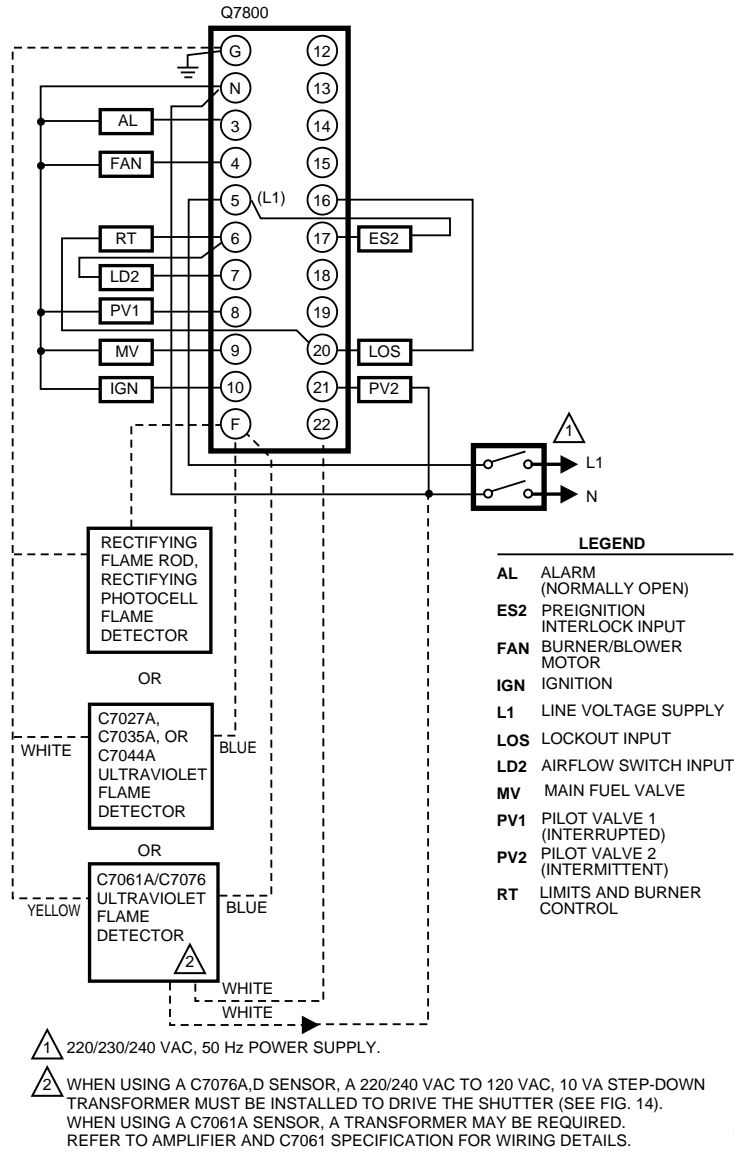 Q7800
G
12
N
13
AL
3
14
FAN
4
15
5
(L1)
16
RT
6
17
ES2
LD2
7
18
PV1
8
19
MV
9
20
LOS
IGN
10
21
PV2
F
22
1
L1
N
RECTIFYING
FLAME ROD,
RECTIFYING
PHOTOCELL
FLAME
DETECTOR
OR
C7027A,
C7035A, OR
C7044A
ULTRAVIOLET
FLAME
DETECTOR
WHITE
BLUE
OR
C7061A/C7076
ULTRAVIOLET
FLAME
DETECTOR
2
YELLOW
BLUE
WHITE
WHITE
LEGEND
AL ALARM
(NORMALLY OPEN)
ES2 PREIGNITION
INTERLOCK INPUT
FAN BURNER/BLOWER
MOTOR
IGN IGNITION
L1 LINE VOLTAGE SUPPLY
LOS LOCKOUT INPUT
LD2 AIRFLOW SWITCH INPUT
MV MAIN FUEL VALVE
PV1 PILOT VALVE 1
(INTERRUPTED)
PV2 PILOT VALVE 2
(INTERMITTENT)
RT LIMITS AND BURNER
CONTROL
1 220/230/240 VAC, 50 Hz POWER SUPPLY.
2 WHEN USING A C7076A,D SENSOR, A 220/240 VAC TO 120 VAC, 10 VA STEP-DOWN
TRANSFORMER MUST BE INSTALLED TO DRIVE THE SHUTTER (SEE FIG. 14).
WHEN USING A C7061A SENSOR, A TRANSFORMER MAY BE REQUIRED.
REFER TO AMPLIFIER AND C7061 SPECIFICATION FOR WIRING DETAILS.